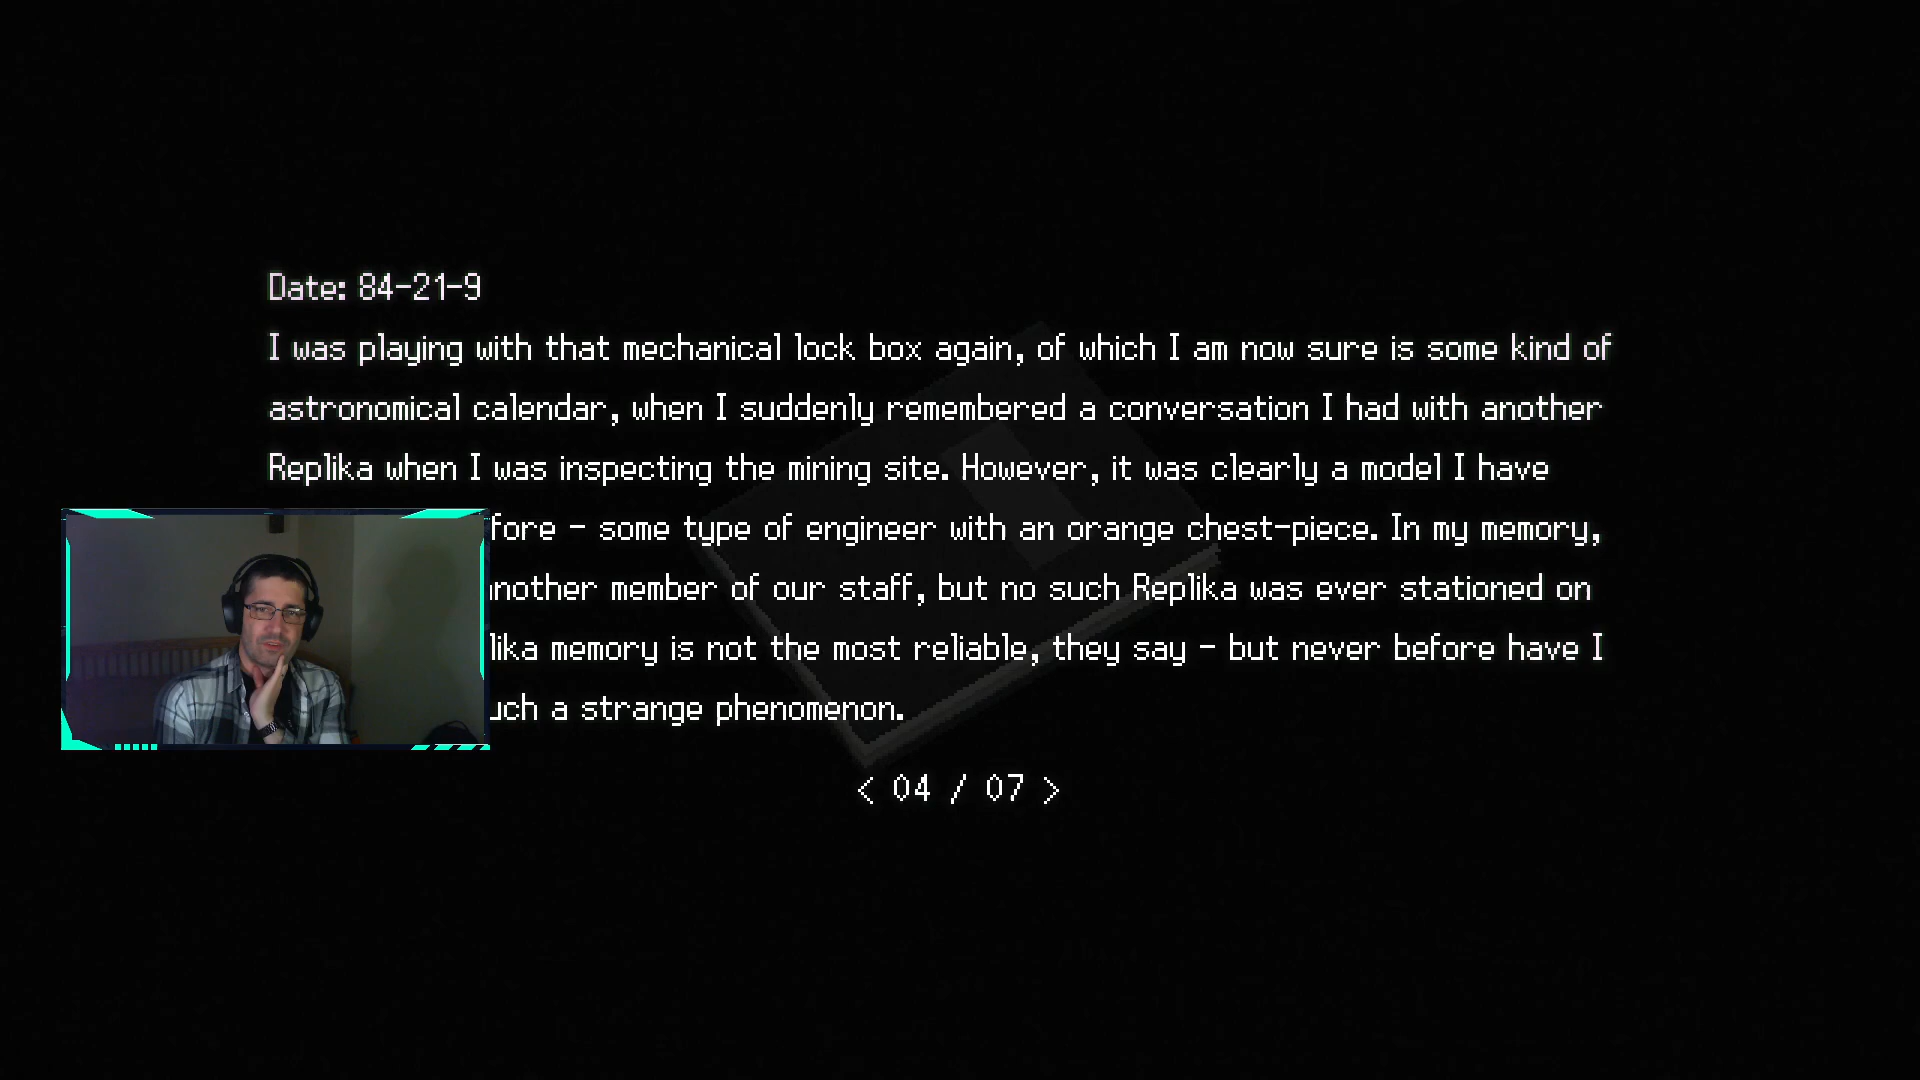 Date: 84-21-9
I was playing with that mechanical lock box again, of which I am now sure is some kind of
astronomical calendar, when I suddenly remembered a conversation I had with another
Replika when I was inspecting the mining site. However, it was clearly a model I have
fore - some type of engineer with an orange chest-piece. In my memory,
nother member of our staff, but no such Replika was ever stationed on
lika memory is not the most reliable, they say - but never before have I
uch a strange phenomenon.
< 04 / 07 >